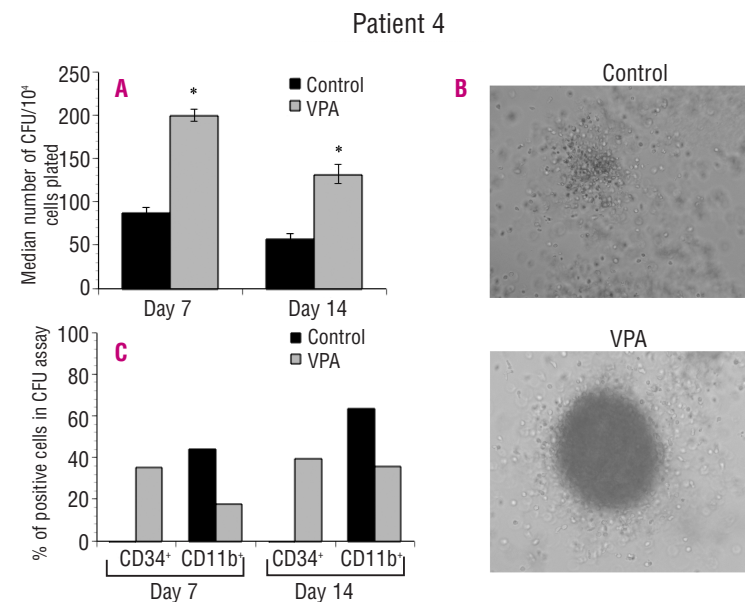 Patient 4
A
Median number of CFU/10⁴
cells plated
250
200
150
100
50
0
*
*
Control
VPA
Day 7
Day 14
B
Control
VPA
C
% of positive cells in CFU assay
100
80
60
40
20
0
Control
VPA
CD34⁺ CD11b⁺ CD34⁺ CD11b⁺
Day 7
Day 14